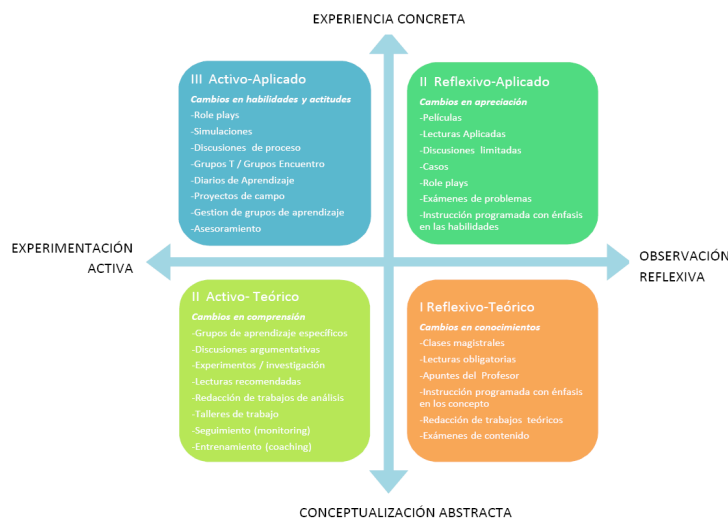 EXPERIENCIA CONCRETA
III Activo-Aplicado
Cambios en habilidades y actitudes
-Role plays
-Simulaciones
-Discusiones de proceso
-Grupos T / Grupos Encuentro
-Diarios de Aprendizaje
-Proyectos de campo
-Gestion de grupos de aprendizaje
-Asesoramiento
II Reflexivo-Aplicado
Cambios en apreciación
-Películas
-Lecturas Aplicadas
-Discusiones limitadas
-Casos
-Role plays
-Exámenes de problemas
-Instrucción programada con énfasis
en las habilidades
EXPERIMENTACIÓN
ACTIVA
OBSERVACIÓN
REFLEXIVA
II Activo- Teórico
Cambios en comprensión
-Grupos de aprendizaje específicos
-Discusiones argumentativas
-Experimentos / investigación
-Lecturas recomendadas
-Redacción de trabajos de análisis
-Talleres de trabajo
-Seguimiento (monitoring)
-Entrenamiento (coaching)
I Reflexivo-Teórico
Cambios en conocimientos
-Clases magistrales
-Lecturas obligatorias
-Apuntes del Profesor
-Instrucción programada con énfasis
en los concepto
-Redacción de trabajos teóricos
-Exámenes de contenido
CONCEPTUALIZACIÓN ABSTRACTA